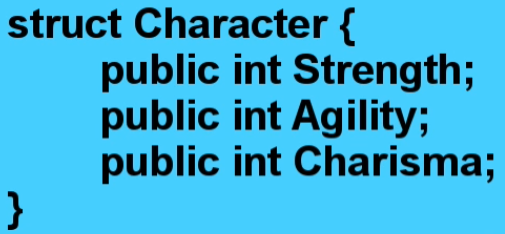 struct Character {
public int Strength;
public int Agility;
public int Charisma;
}